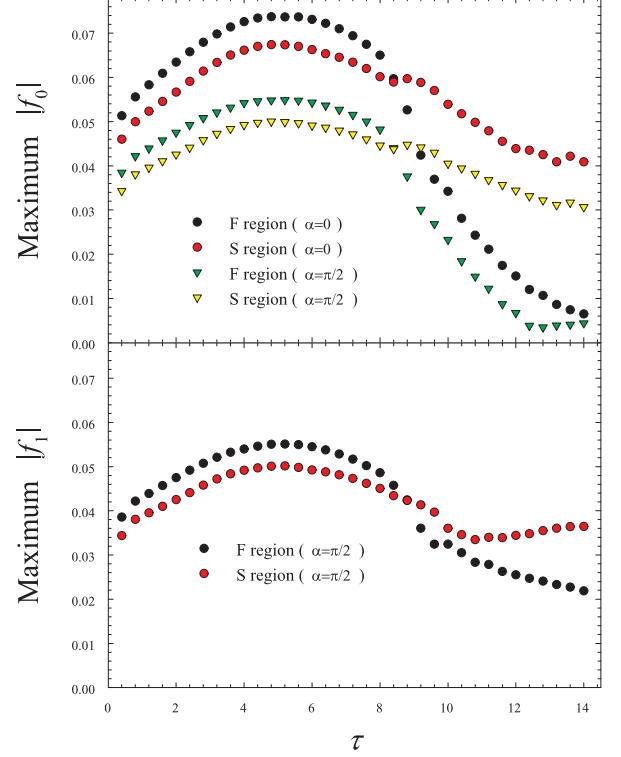 Maximum |f0|
0.07
0.06
0.05
0.04
0.03
0.02
0.01
0.00
F region ( α=0 )
S region ( α=0 )
F region ( α=π/2 )
S region ( α=π/2 )
Maximum |f1|
0.07
0.06
0.05
0.04
0.03
0.02
0.01
0.00
F region ( α=π/2 )
S region ( α=π/2 )
0 2 4 6 8 10 12 14
τ